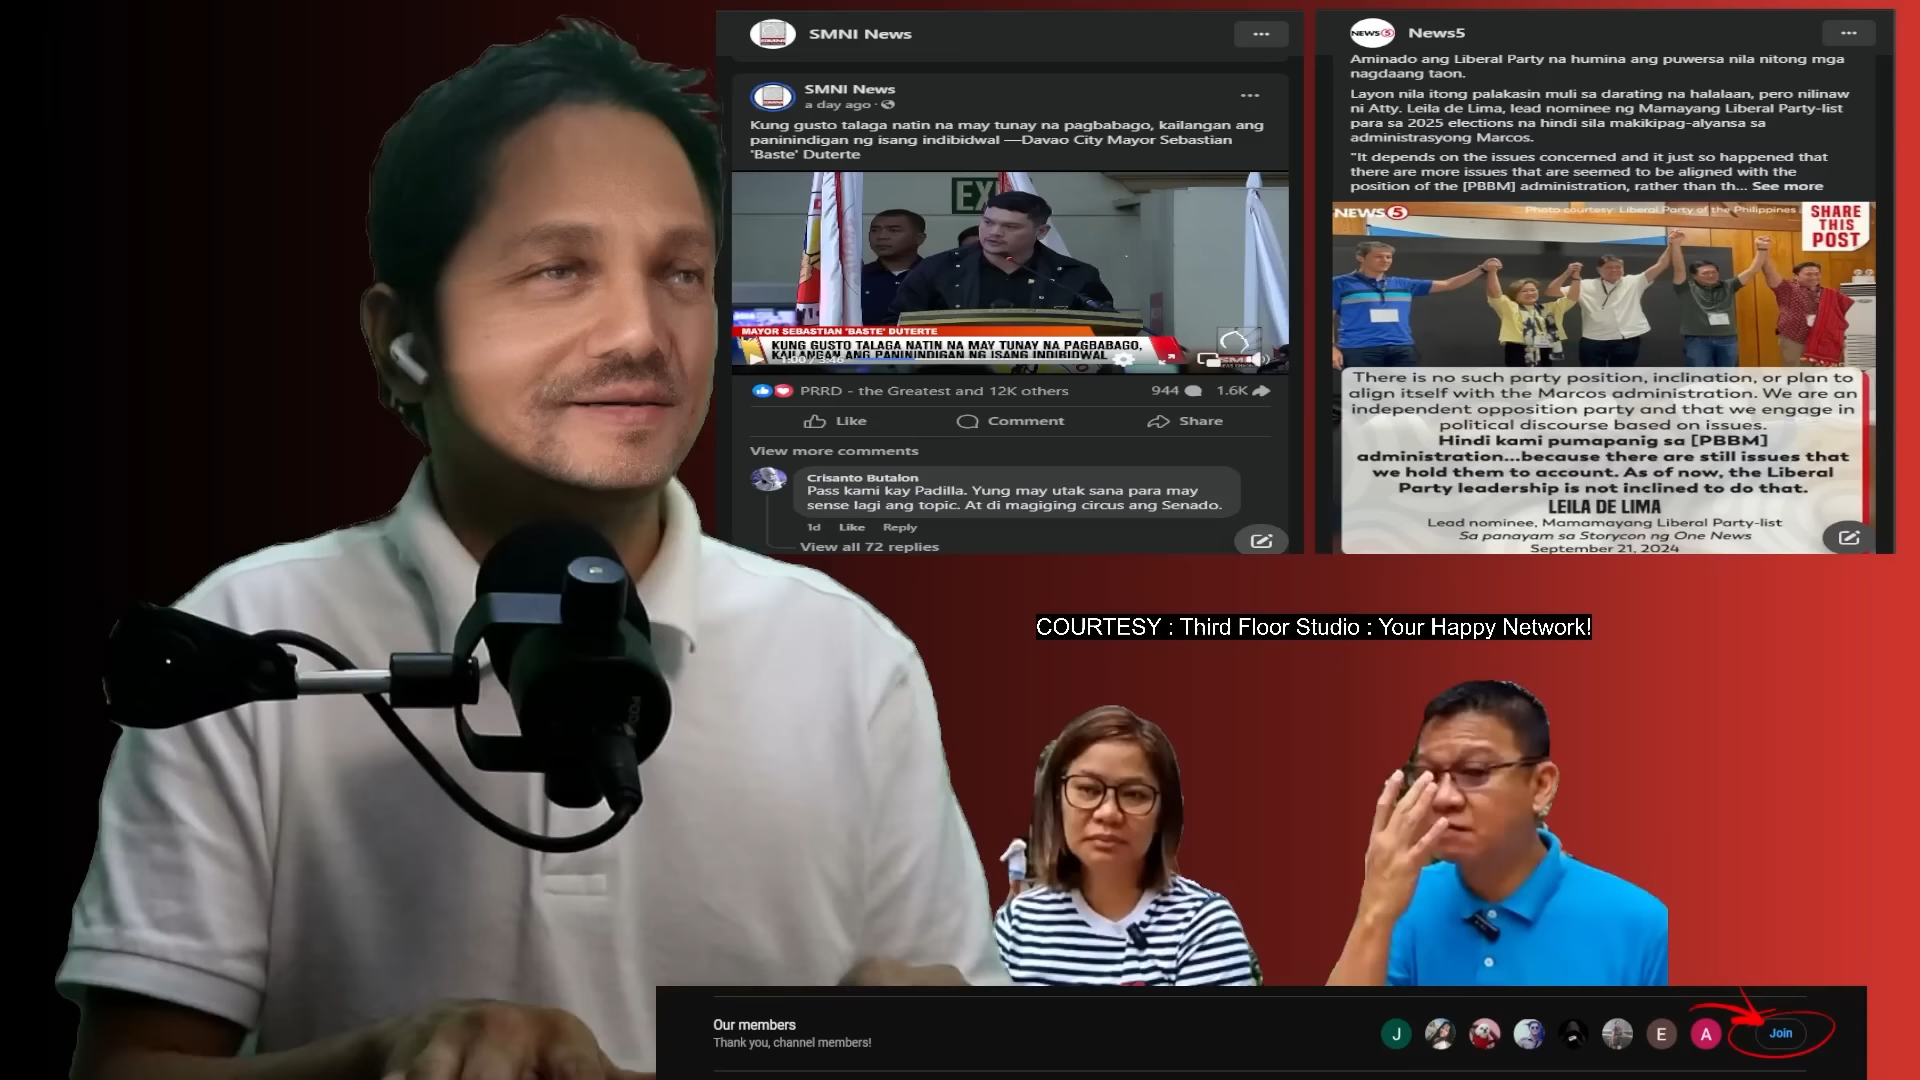 SMNI News
SMNI News
a day ago
Kung gusto talaga natin na may tunay na pagbabago, kailangan ang
paninindigan ng isang indibidwal —Davao City Mayor Sebastian
'Baste' Duterte
MAYOR SEBASTIAN 'BASTE' DUTERTE
KUNG GUSTO TALAGA NATIN NA MAY TUNAY NA PAGBABAGO,
KAILANGAN ANG PANININDIGAN NG ISANG INDIBIDWAL
1:00 / 3:46
PRRD - the Greatest and 12K others
944
1.6K
Like
Comment
Share
View more comments
Crisanto Butalon
Pass kami kay Padilla. Yung may utak sana para may
sense lagi ang topic. At di magiging circus ang Senado.
1d Like Reply
View all 72 replies
NEWS5
News5
Aminado ang Liberal Party na humina ang puwersa nila nitong mga
nagdaang taon.
Layon nila itong palakasin muli sa darating na halalaan, pero nilinaw
ni Atty. Leila de Lima, lead nominee ng Mamayang Liberal Party-list
para sa 2025 elections na hindi sila makikipag-alyansa sa
administrasyong Marcos.
"It depends on the issues concerned and it just so happened that
there are more issues that are seemed to be aligned with the
position of the [PBBM] administration, rather than th... See more
NEWS5
Photo courtesy: Liberal Party of the Philippines
SHARE
THIS
POST
There is no such party position, inclination, or plan to
align itself with the Marcos administration. We are an
independent opposition party and that we engage in
political discourse based on issues.
Hindi kami pumapanig sa [PBBM]
administration...because there are still issues that
we hold them to account. As of now, the Liberal
Party leadership is not inclined to do that.
LEILA DE LIMA
Lead nominee, Mamamayang Liberal Party-list
Sa panayam sa Storycon ng One News
September 21, 2024
COURTESY : Third Floor Studio : Your Happy Network!
Our members
Thank you, channel members!
J
E
A
Join